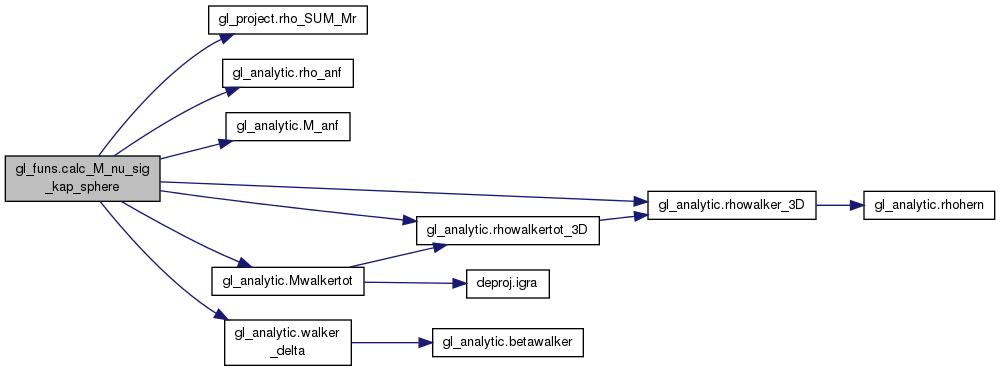 gl_project.rho_SUM_Mr
gl_analytic.rho_anf
gl_analytic.M_anf
gl_funs.calc_M_nu_sig
_kap_sphere
gl_analytic.rhowalker_3D
gl_analytic.rhohern
gl_analytic.rhowalkertot_3D
gl_analytic.Mwalkertot
deproj.igra
gl_analytic.walker
_delta
gl_analytic.betawalker